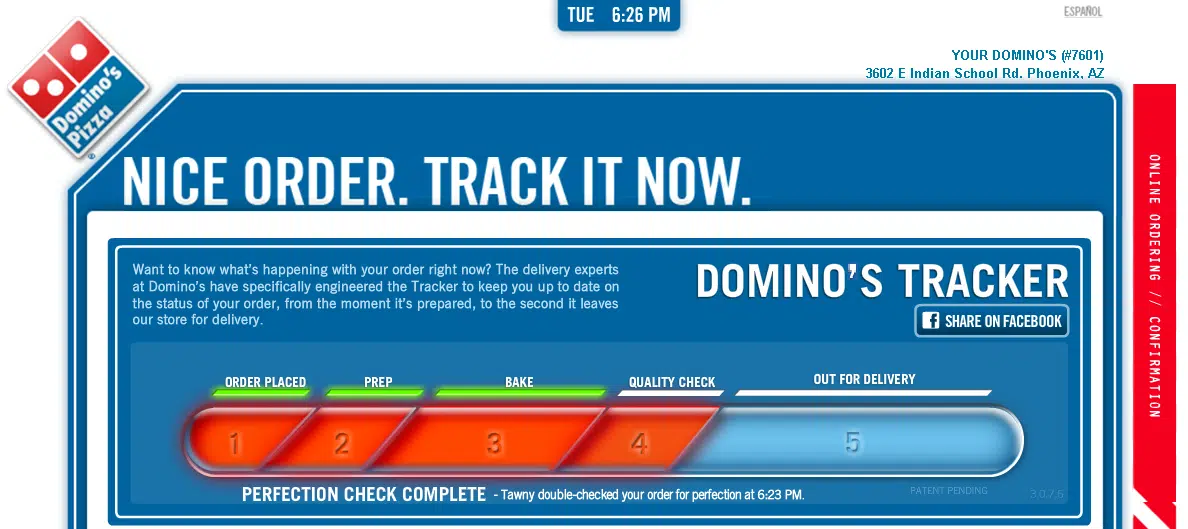 TUE 6:26 PM
ESPAÑOL
YOUR DOMINO'S (#7601)
3602 E Indian School Rd. Phoenix, AZ
Domino's
Pizza
®
NICE ORDER. TRACK IT NOW.
Want to know what's happening with your order right now? The delivery experts
at Domino's have specifically engineered the Tracker to keep you up to date on
the status of your order, from the moment it's prepared, to the second it leaves
our store for delivery.
DOMINO'S TRACKER
SHARE ON FACEBOOK
ORDER PLACED PREP BAKE QUALITY CHECK OUT FOR DELIVERY
1 2 3 4 5
PERFECTION CHECK COMPLETE - Tawny double-checked your order for perfection at 6:23 PM.
PATENT PENDING
ONLINE ORDERING // CONFIRMATION